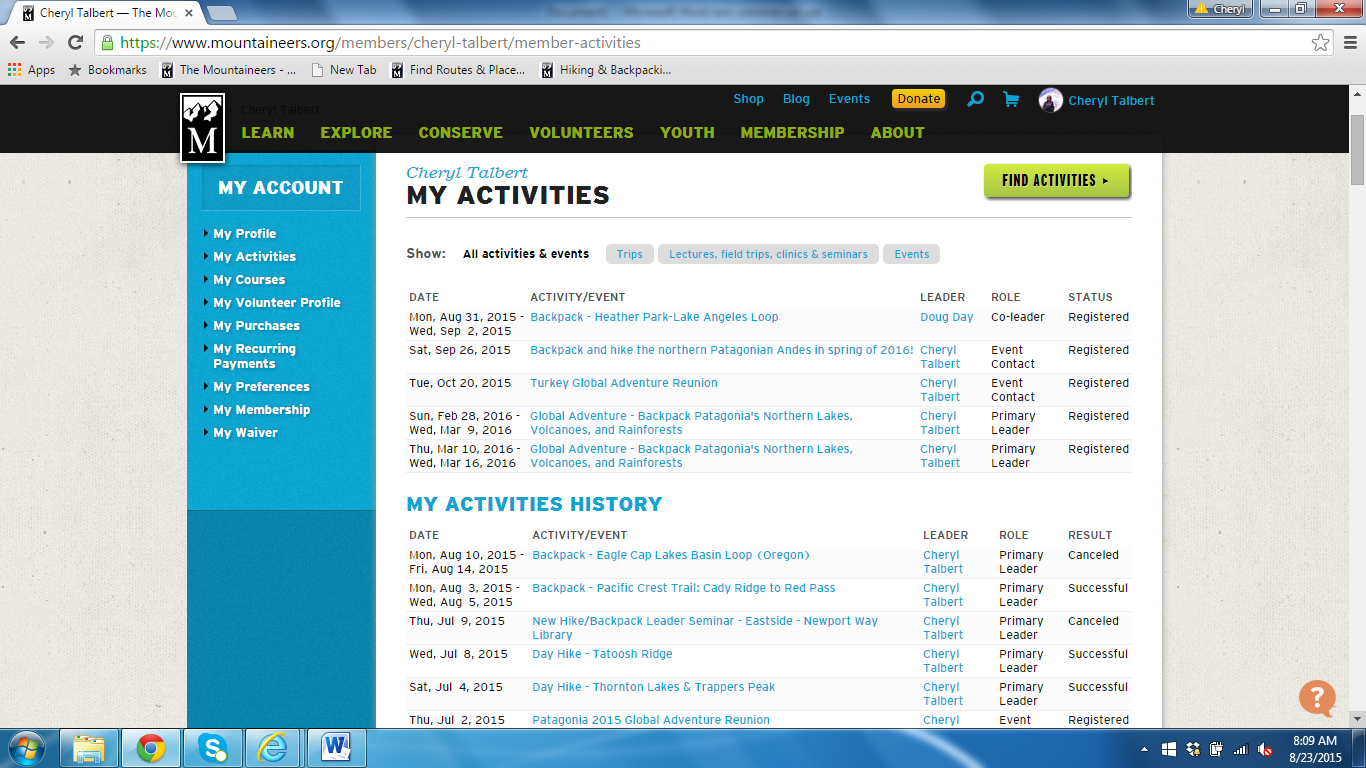 Cheryl Talbert — The Mou
Cheryl
https://www.mountaineers.org/members/cheryl-talbert/member-activities
Apps Bookmarks The Mountaineers - ... New Tab Find Routes & Place... Hiking & Backpacki...
Cheryl Talbert
Shop Blog Events Donate Cheryl Talbert
M
LEARN EXPLORE CONSERVE VOLUNTEERS YOUTH MEMBERSHIP ABOUT
MY ACCOUNT
My Profile
My Activities
My Courses
My Volunteer Profile
My Purchases
My Recurring
Payments
My Preferences
My Membership
My Waiver
Cheryl Talbert
MY ACTIVITIES
FIND ACTIVITIES ▸
Show: All activities & events Trips Lectures, field trips, clinics & seminars Events
DATE ACTIVITY/EVENT LEADER ROLE STATUS
Mon, Aug 31, 2015 - Backpack - Heather Park-Lake Angeles Loop Doug Day Co-leader Registered
Wed, Sep 2, 2015
Sat, Sep 26, 2015 Backpack and hike the northern Patagonian Andes in spring of 2016! Cheryl Event Registered
Talbert Contact
Tue, Oct 20, 2015 Turkey Global Adventure Reunion Cheryl Event Registered
Talbert Contact
Sun, Feb 28, 2016 - Global Adventure - Backpack Patagonia's Northern Lakes, Cheryl Primary Registered
Wed, Mar 9, 2016 Volcanoes, and Rainforests Talbert Leader
Thu, Mar 10, 2016 - Global Adventure - Backpack Patagonia's Northern Lakes, Cheryl Primary Registered
Wed, Mar 16, 2016 Volcanoes, and Rainforests Talbert Leader
MY ACTIVITIES HISTORY
DATE ACTIVITY/EVENT LEADER ROLE RESULT
Mon, Aug 10, 2015 - Backpack - Eagle Cap Lakes Basin Loop (Oregon) Cheryl Primary Canceled
Fri, Aug 14, 2015 Talbert Leader
Mon, Aug 3, 2015 - Backpack - Pacific Crest Trail: Cady Ridge to Red Pass Cheryl Primary Successful
Wed, Aug 5, 2015 Talbert Leader
Thu, Jul 9, 2015 New Hike/Backpack Leader Seminar - Eastside - Newport Way Cheryl Primary Canceled
Library Talbert Leader
Wed, Jul 8, 2015 Day Hike - Tatoosh Ridge Cheryl Primary Successful
Talbert Leader
Sat, Jul 4, 2015 Day Hike - Thornton Lakes & Trappers Peak Cheryl Primary Successful
Talbert Leader
Thu, Jul 2, 2015 Patagonia 2015 Global Adventure Reunion Cheryl Event Registered
?
8:09 AM
8/23/2015